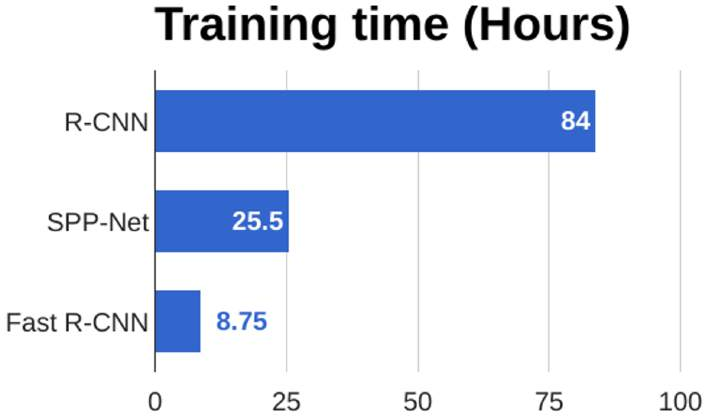 Training time (Hours)
R-CNN 84
SPP-Net 25.5
Fast R-CNN 8.75
0 25 50 75 100